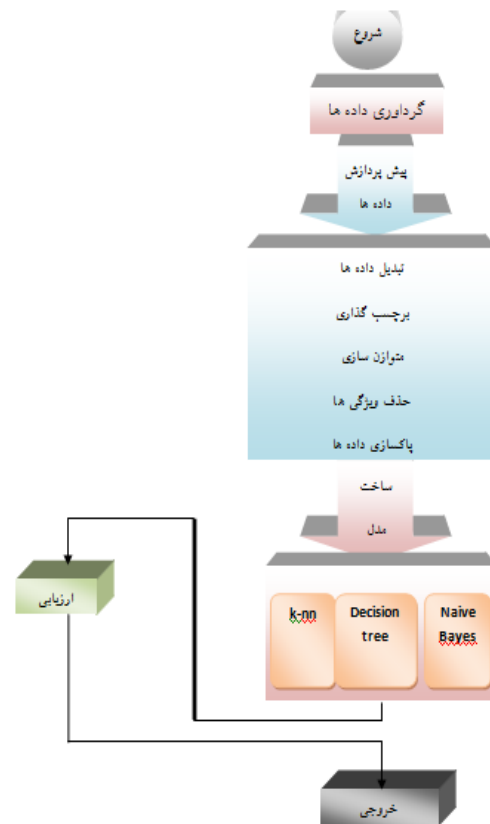 شروع
گرداوری داده ها
پیش پردازش
داده ها
تبدیل داده ها
برچسب گذاری
متوازن سازی
حذف ویژگی ها
پاکسازی داده ها
ساخت
مدل
k-nn
Decision
tree
Naive
Bayes
ارزیابی
خروجی